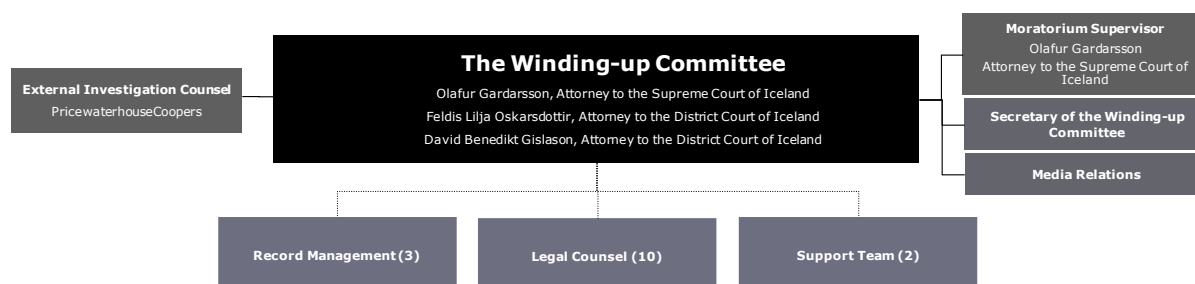 External Investigation Counsel
PricewaterhouseCoopers
The Winding-up Committee
Olafur Gardarsson, Attorney to the Supreme Court of Iceland
Feldis Lilja Oskarsdottir, Attorney to the District Court of Iceland
David Benedikt Gislason, Attorney to the District Court of Iceland
Moratorium Supervisor
Olafur Gardarsson
Attorney to the Supreme Court of
Iceland
Secretary of the Winding-up
Committee
Media Relations
Record Management (3)
Legal Counsel (10)
Support Team (2)